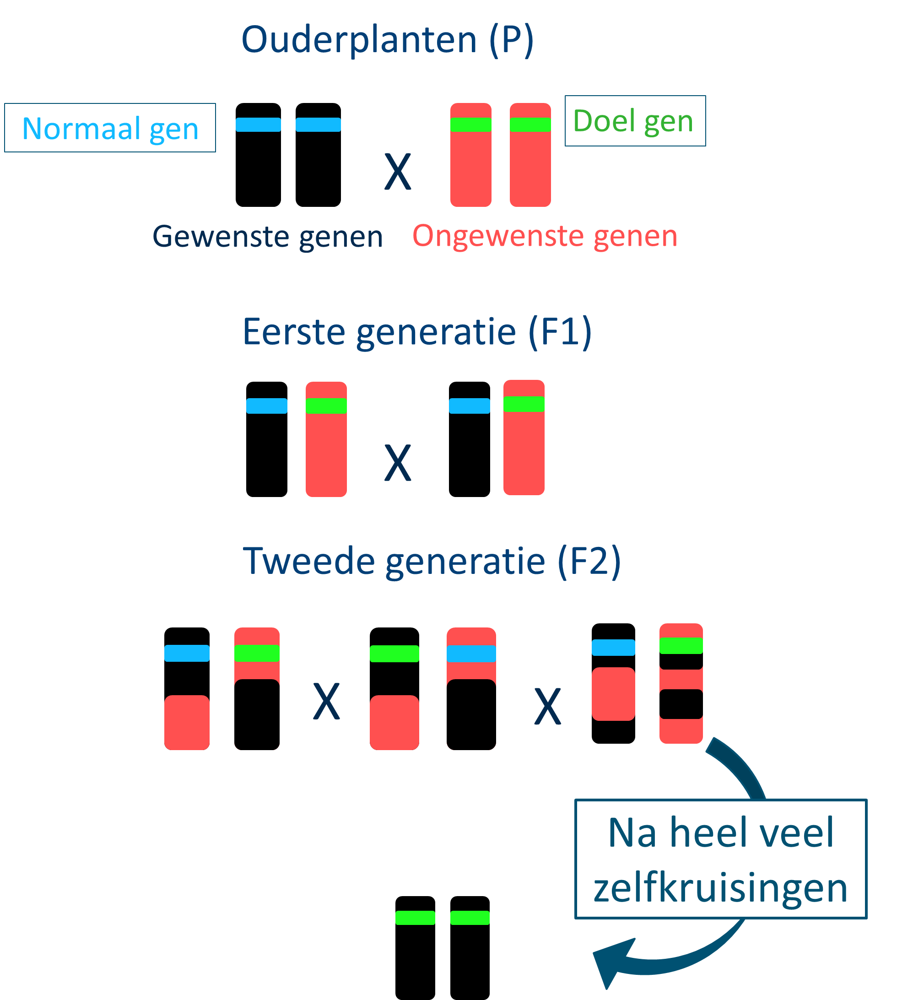 Ouderplanten (P)
Normaal gen
Doel gen
X
Gewenste genen
Ongewenste genen
Eerste generatie (F1)
X
Tweede generatie (F2)
X
X
Na heel veel
zelfkruisingen